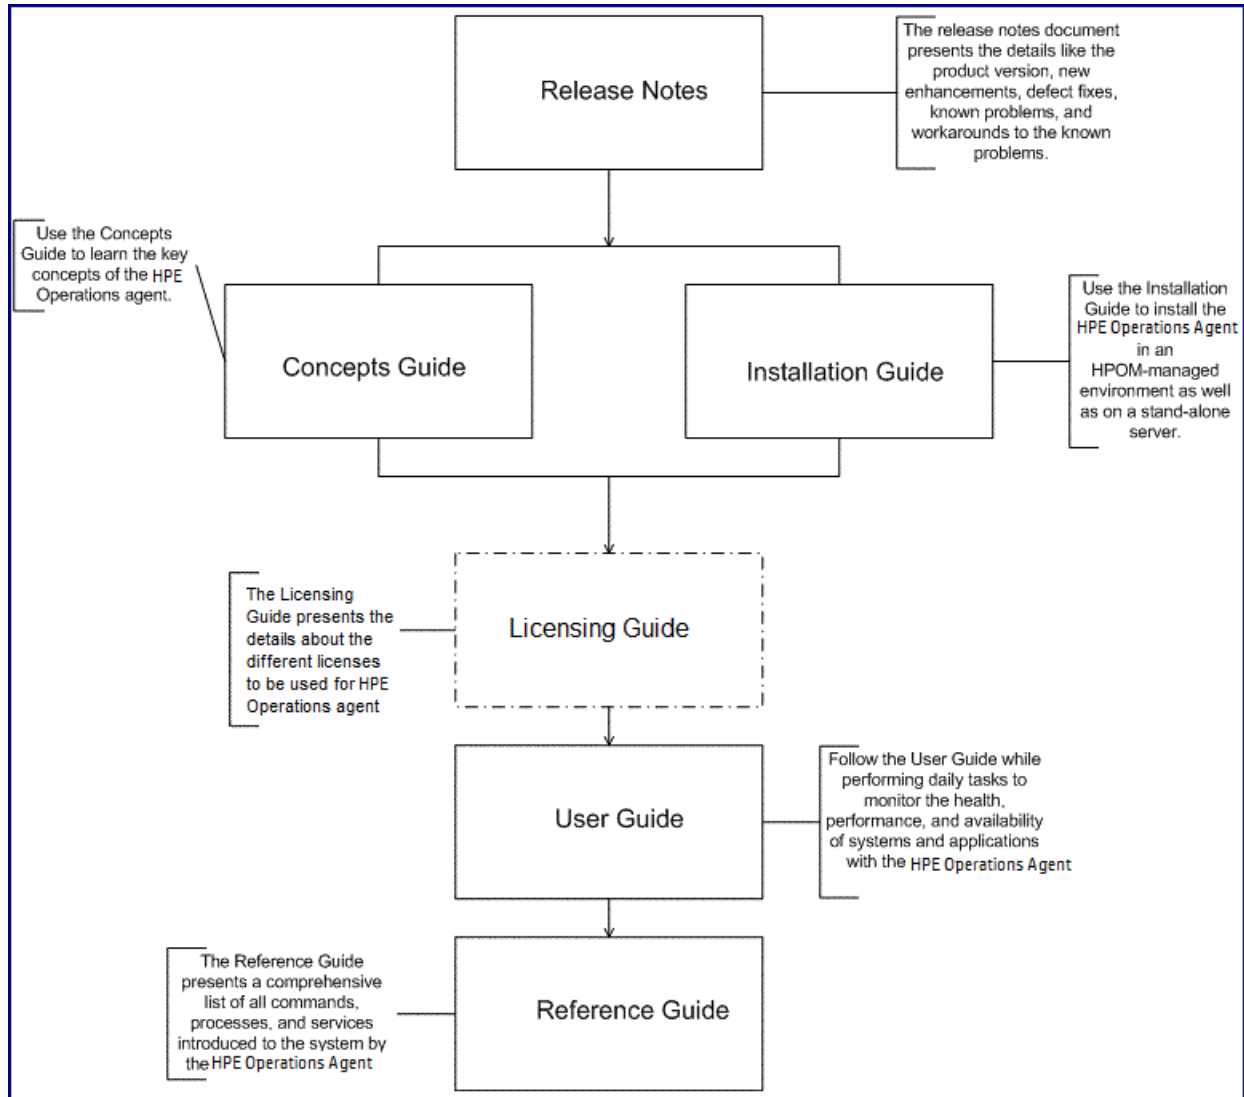 Release Notes
The release notes document
presents the details like the
product version, new
enhancements, defect fixes,
known problems, and
workarounds to the known
problems.
Use the Concepts
Guide to learn the key
concepts of the HPE
Operations agent.
Concepts Guide
Installation Guide
Use the Installation
Guide to install the
HPE Operations Agent
in an
HPOM-managed
environment as well
as on a stand-alone
server.
The Licensing
Guide presents the
details about the
different licenses
to be used for HPE
Operations agent
Licensing Guide
User Guide
Follow the User Guide while
performing daily tasks to
monitor the health,
performance, and availability
of systems and applications
with the HPE Operations Agent
The Reference Guide
presents a comprehensive
list of all commands,
processes, and services
introduced to the system by
the HPE Operations Agent
Reference Guide